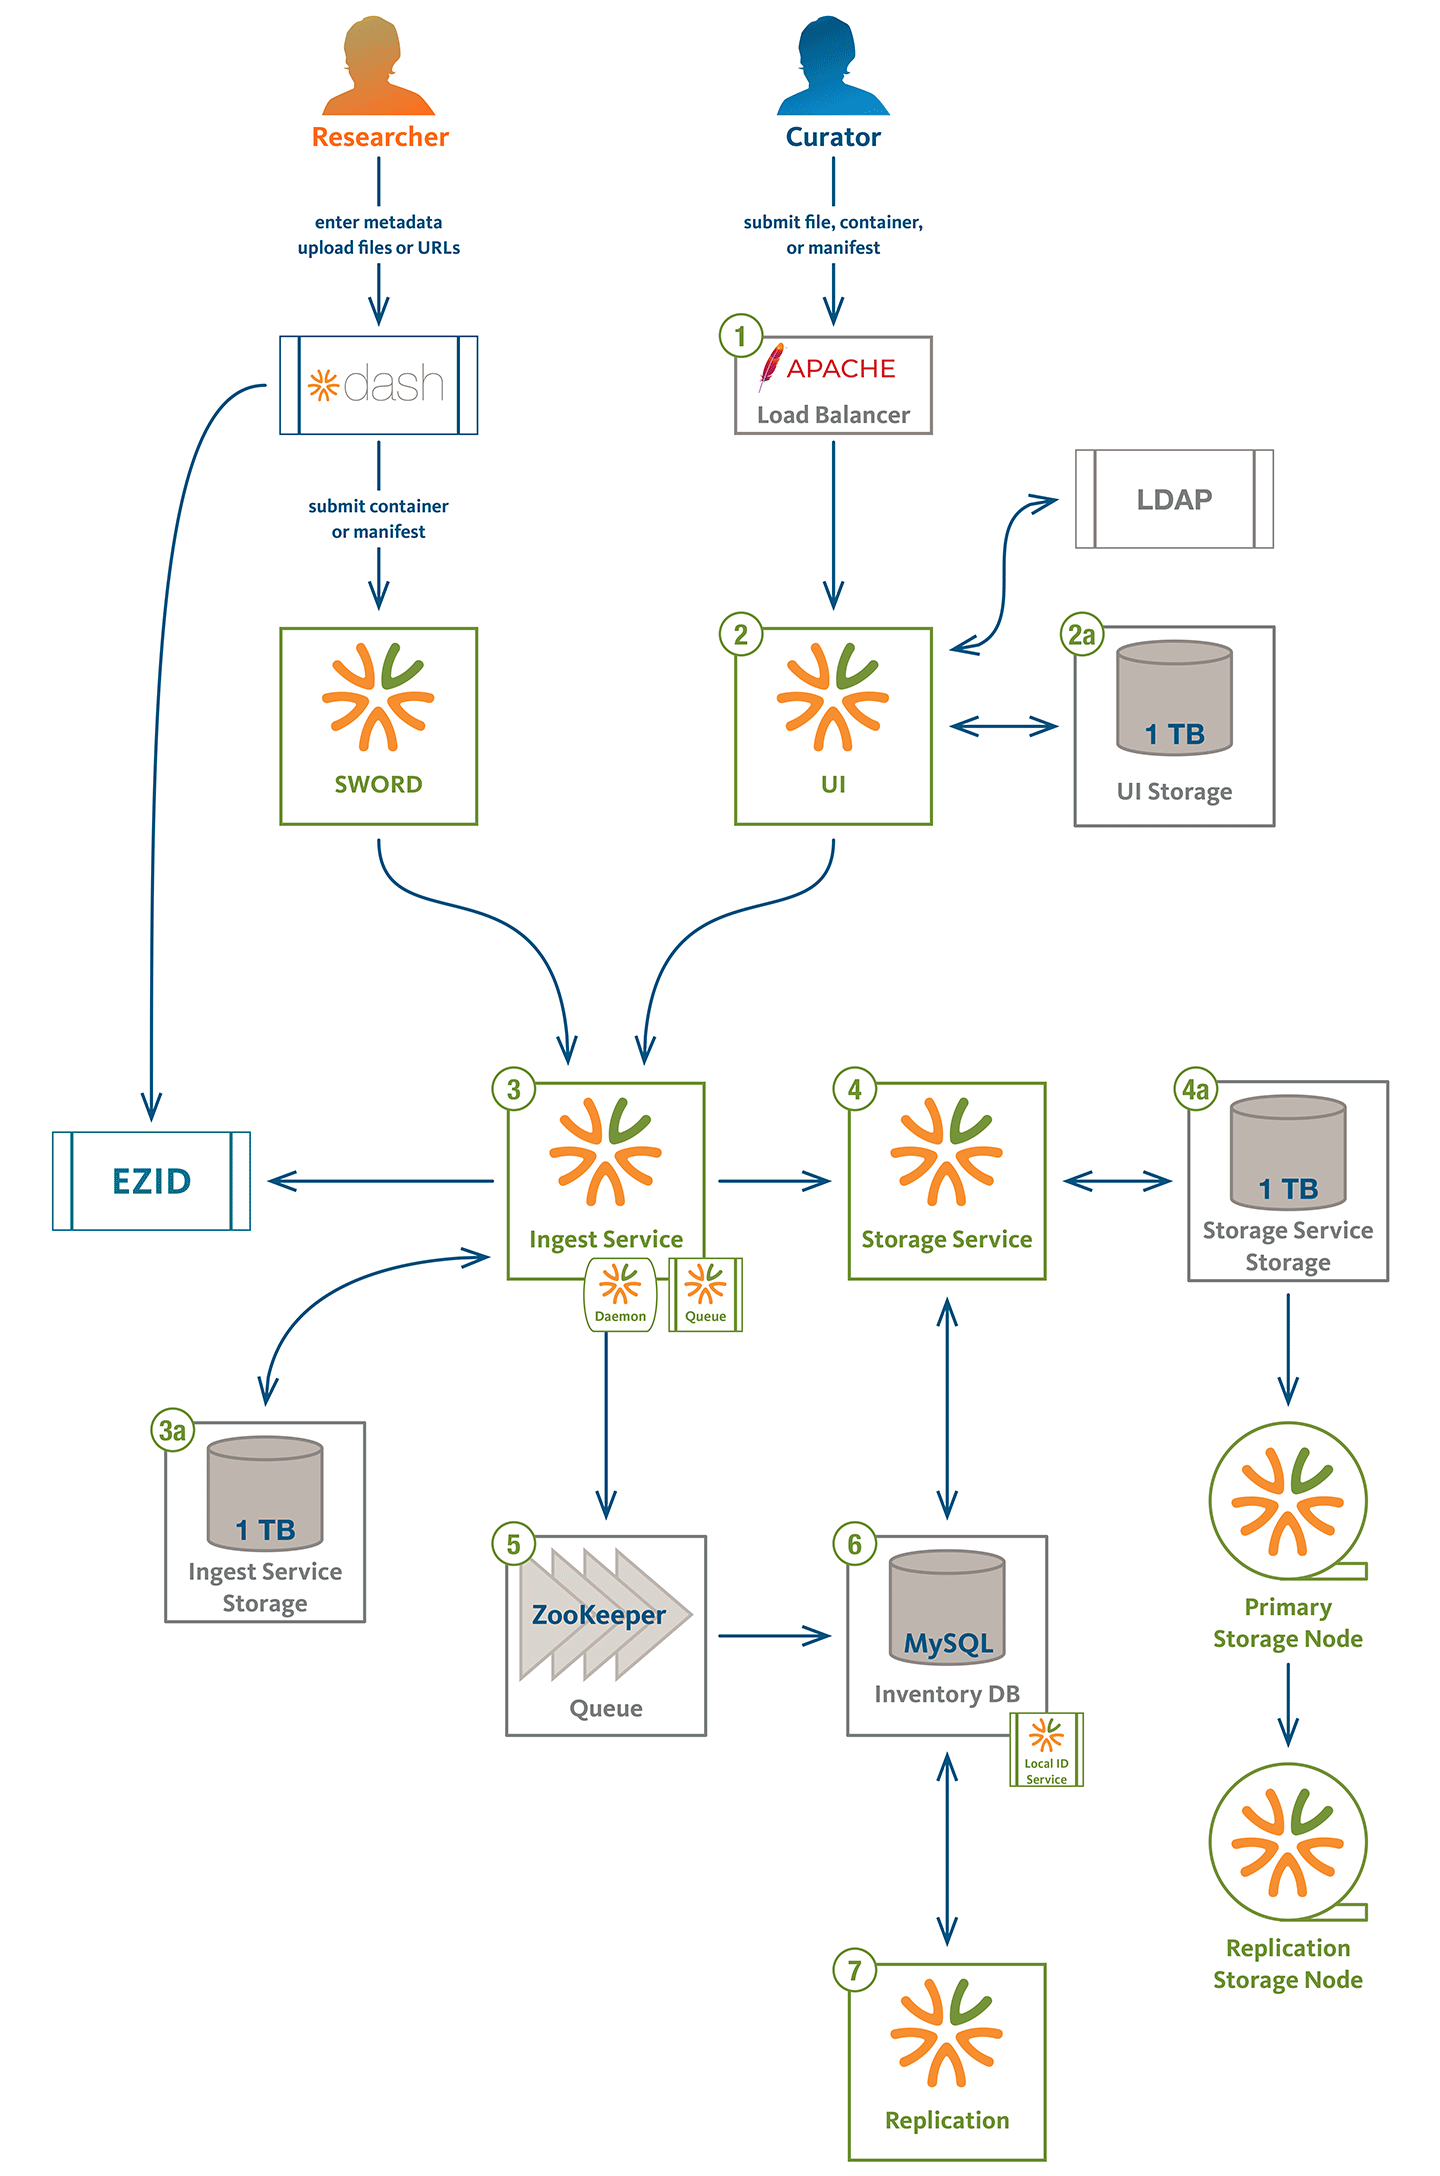 Researcher
Curator
enter metadata
upload files or URLs
submit file, container,
or manifest
dash
1
APACHE
Load Balancer
submit container
or manifest
LDAP
SWORD
2
UI
2a
1 TB
UI Storage
EZID
3
Ingest Service
Daemon
Queue
4
Storage Service
4a
1 TB
Storage Service
Storage
3a
1 TB
Ingest Service
Storage
5
ZooKeeper
Queue
6
MySQL
Inventory DB
Local ID
Service
Primary
Storage Node
Replication
Storage Node
7
Replication